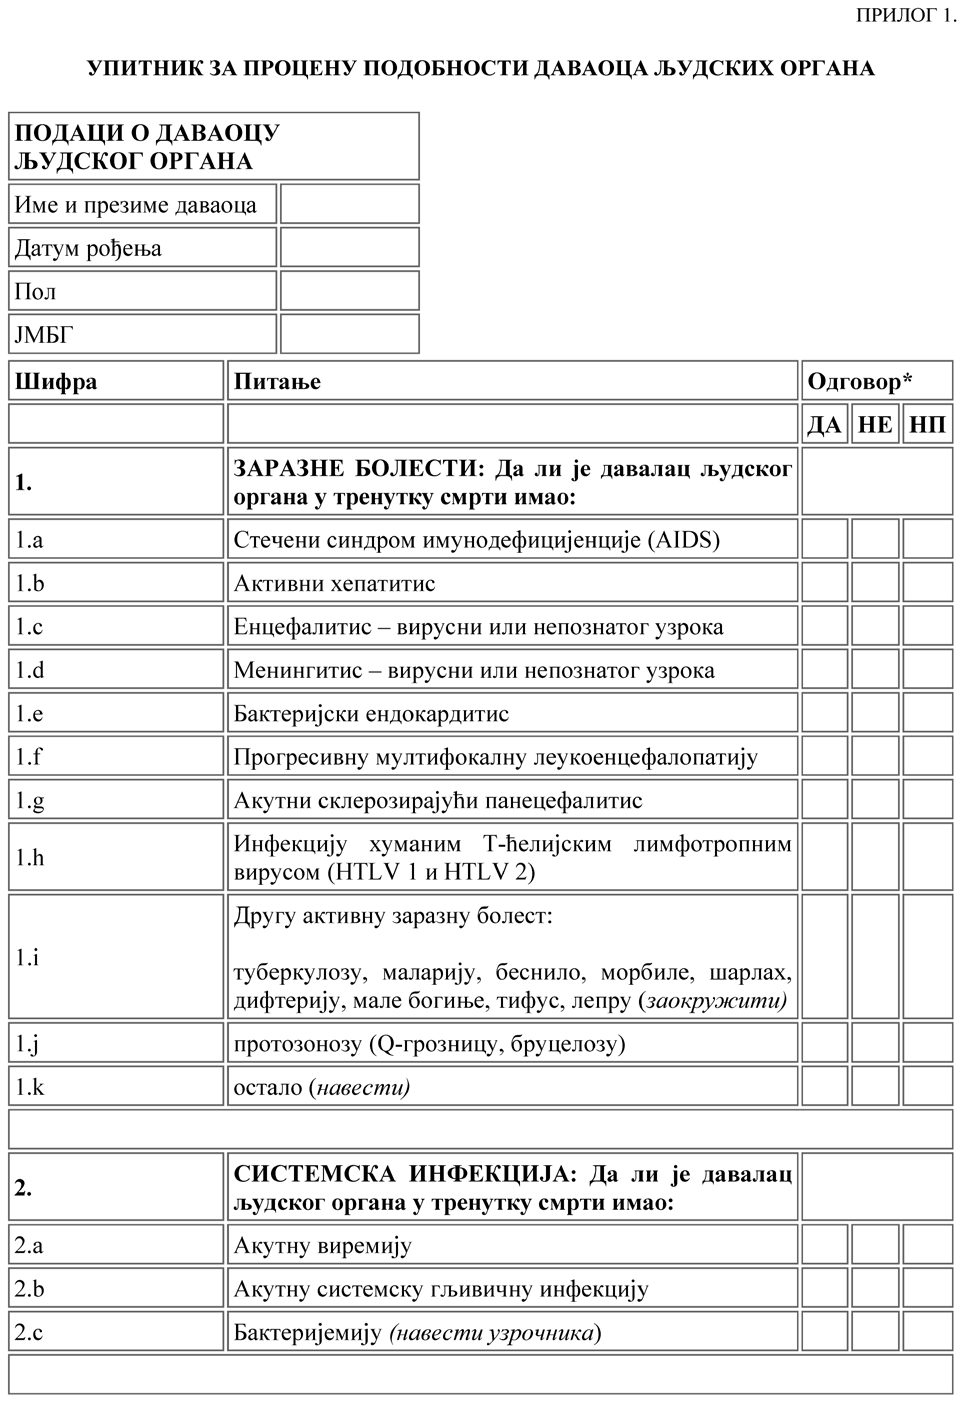 ПРИЛОГ 1.
УПИТНИК ЗА ПРОЦЕНУ ПОДОБНОСТИ ДАВАОЦА ЉУДСКИХ ОРГАНА
ПОДАЦИ О ДАВАОЦУ
ЉУДСКОГ ОРГАНА
Име и презиме даваоца
Датум рођења
Пол
ЈМБГ
Шифра Питање Одговор*
ДА НЕ НП
1. ЗАРАЗНЕ БОЛЕСТИ: Да ли је давалац људског
органа у тренутку смрти имао:
1.a Стечени синдром имунодефицијенције (AIDS)
1.b Активни хепатитис
1.c Енцефалитис – вирусни или непознатог узрока
1.d Менингитис – вирусни или непознатог узрока
1.e Бактеријски ендокардитис
1.f Прогресивну мултифокалну леукоенцефалопатију
1.g Акутни склерозирајући панецефалитис
1.h Инфекцију хуманим Т-ћелијским лимфотропним
вирусом (HTLV 1 и HTLV 2)
1.i Другу активну заразну болест:
туберкулозу, маларију, беснило, морбиле, шарлах,
дифтерију, мале богиње, тифус, лепру (заокружити)
1.j протозонозу (Q-грозницу, бруцелозу)
1.k остало (навести)
2. СИСТЕМСКА ИНФЕКЦИЈА: Да ли је давалац
људског органа у тренутку смрти имао:
2.a Акутну виремију
2.b Акутну системску гљивичну инфекцију
2.c Бактеријемију (навести узрочника)